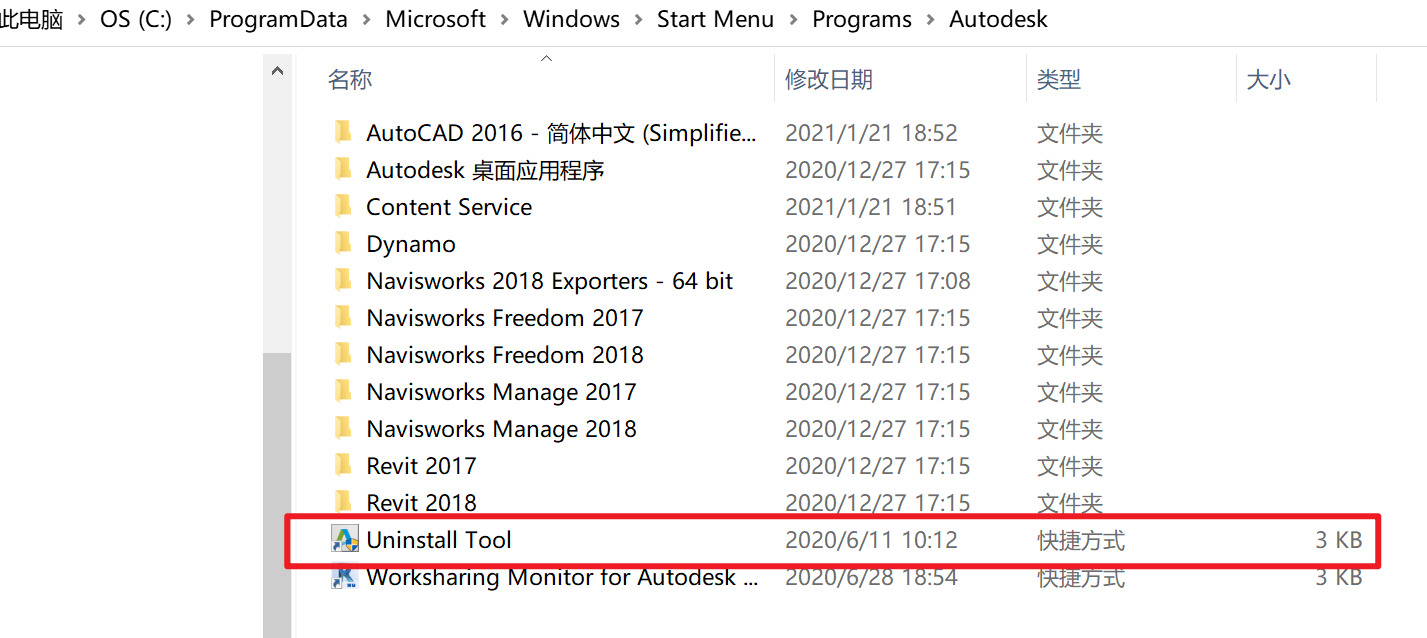 此电脑 › OS (C:) › ProgramData › Microsoft › Windows › Start Menu › Programs › Autodesk
名称 修改日期 类型 大小
AutoCAD 2016 - 简体中文 (Simplifie... 2021/1/21 18:52 文件夹
Autodesk 桌面应用程序 2020/12/27 17:15 文件夹
Content Service 2021/1/21 18:51 文件夹
Dynamo 2020/12/27 17:15 文件夹
Navisworks 2018 Exporters - 64 bit 2020/12/27 17:08 文件夹
Navisworks Freedom 2017 2020/12/27 17:15 文件夹
Navisworks Freedom 2018 2020/12/27 17:15 文件夹
Navisworks Manage 2017 2020/12/27 17:15 文件夹
Navisworks Manage 2018 2020/12/27 17:15 文件夹
Revit 2017 2020/12/27 17:15 文件夹
Revit 2018 2020/12/27 17:15 文件夹
Uninstall Tool 2020/6/11 10:12 快捷方式 3 KB
Worksharing Monitor for Autodesk ... 2020/6/28 18:54 快捷方式 3 KB